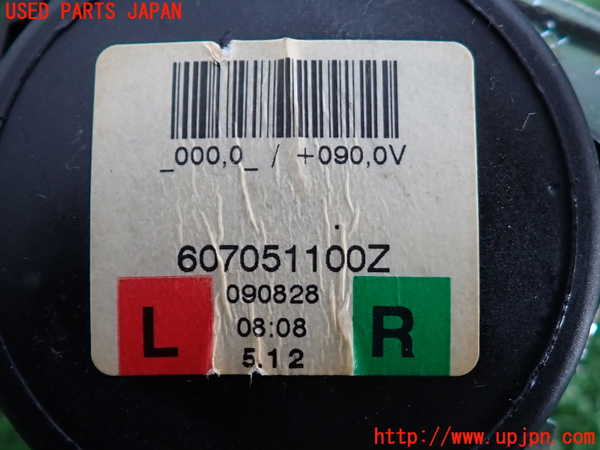 USED PARTS JAPAN
_000,0_ / +090,0V
607051100Z
L
090828
R
08:08
5.12
http://www.upjpn.com/